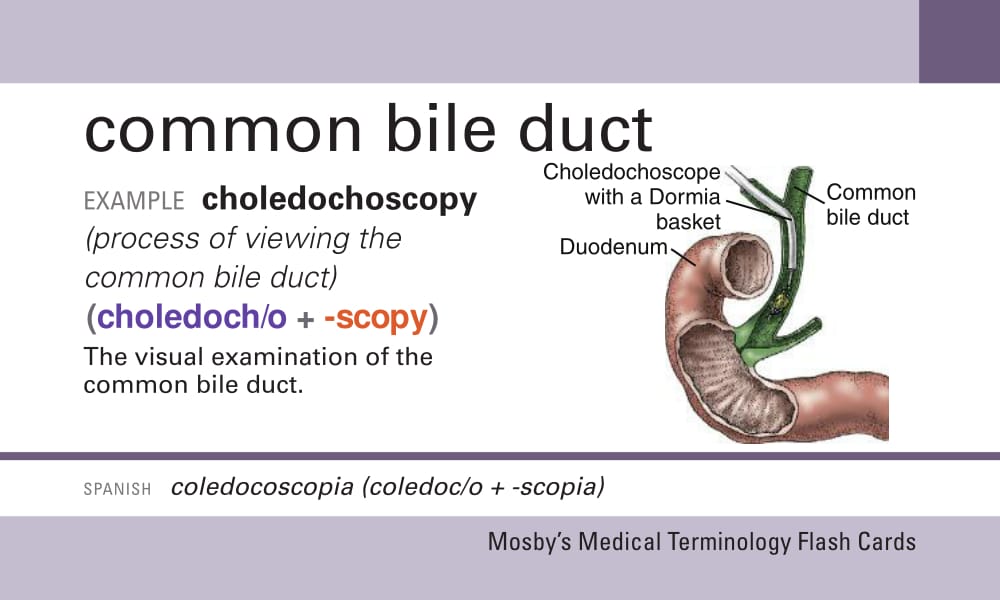 common bile duct
EXAMPLE choledochoscopy
(process of viewing the
common bile duct)
(choledoch/o + -scopy)
The visual examination of the
common bile duct.
Choledochoscope
with a Dormia
basket
Duodenum
Common
bile duct
SPANISH coledocoscopia (coledoc/o + -scopia)
Mosby's Medical Terminology Flash Cards